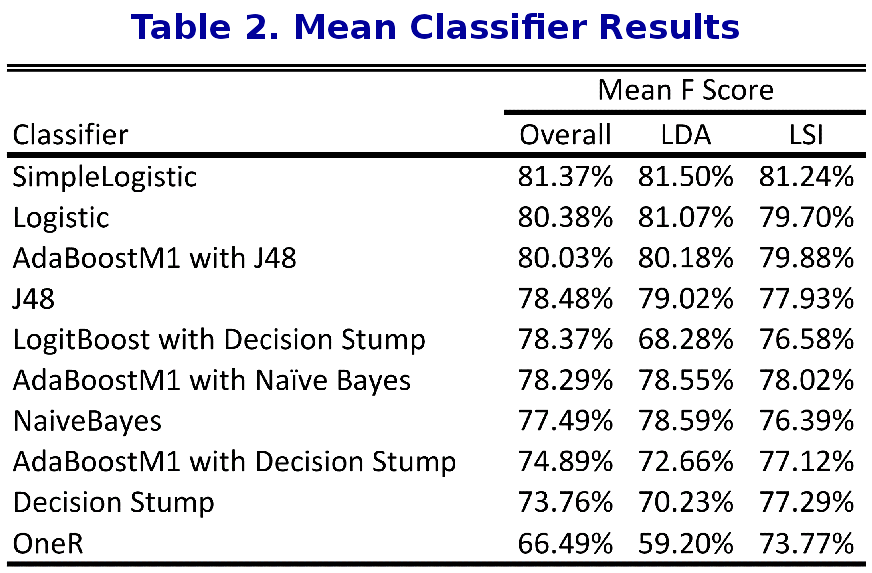 Table 2. Mean Classifier Results
Mean F Score
Classifier Overall LDA LSI
SimpleLogistic 81.37% 81.50% 81.24%
Logistic 80.38% 81.07% 79.70%
AdaBoostM1 with J48 80.03% 80.18% 79.88%
J48 78.48% 79.02% 77.93%
LogitBoost with Decision Stump 78.37% 68.28% 76.58%
AdaBoostM1 with Naïve Bayes 78.29% 78.55% 78.02%
NaiveBayes 77.49% 78.59% 76.39%
AdaBoostM1 with Decision Stump 74.89% 72.66% 77.12%
Decision Stump 73.76% 70.23% 77.29%
OneR 66.49% 59.20% 73.77%